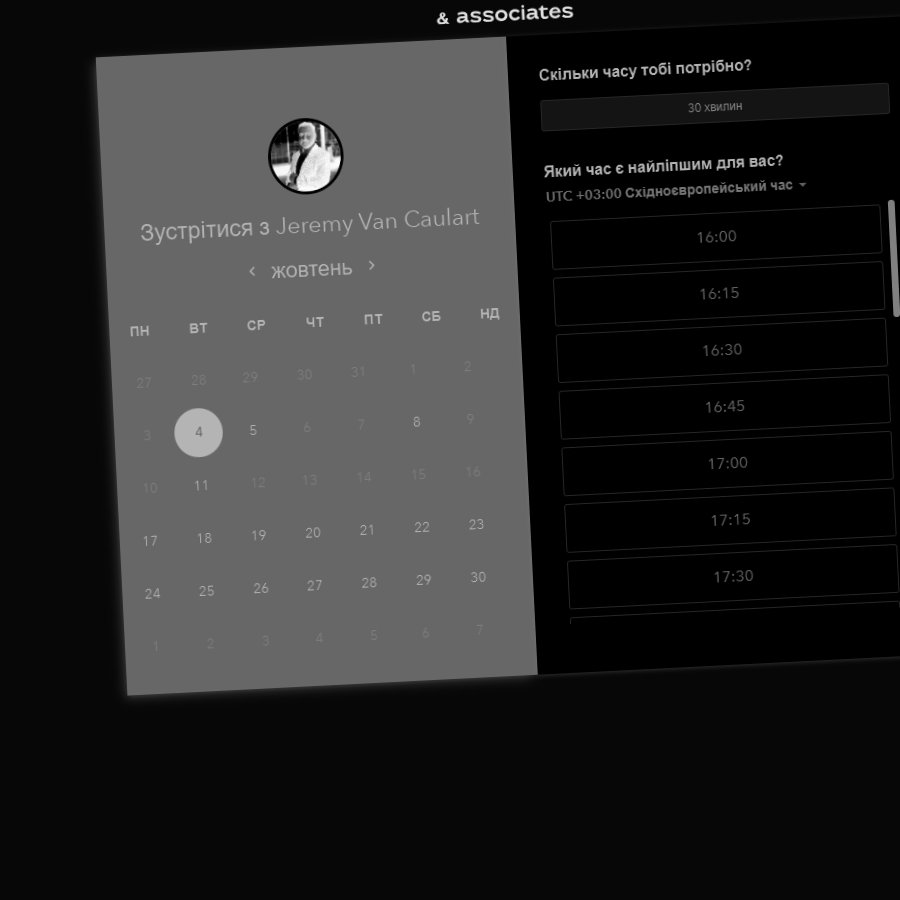 & associates
Зустрітися з Jeremy Van Caulart
‹ жовтень ›
ПН ВТ СР ЧТ ПТ СБ НД
27 28 29 30 31 1 2
3 4 5 6 7 8 9
10 11 12 13 14 15 16
17 18 19 20 21 22 23
24 25 26 27 28 29 30
1 2 3 4 5 6 7
Скільки часу тобі потрібно?
30 хвилин
Який час є найліпшим для вас?
UTC +03:00 Східноєвропейський час
16:00
16:15
16:30
16:45
17:00
17:15
17:30